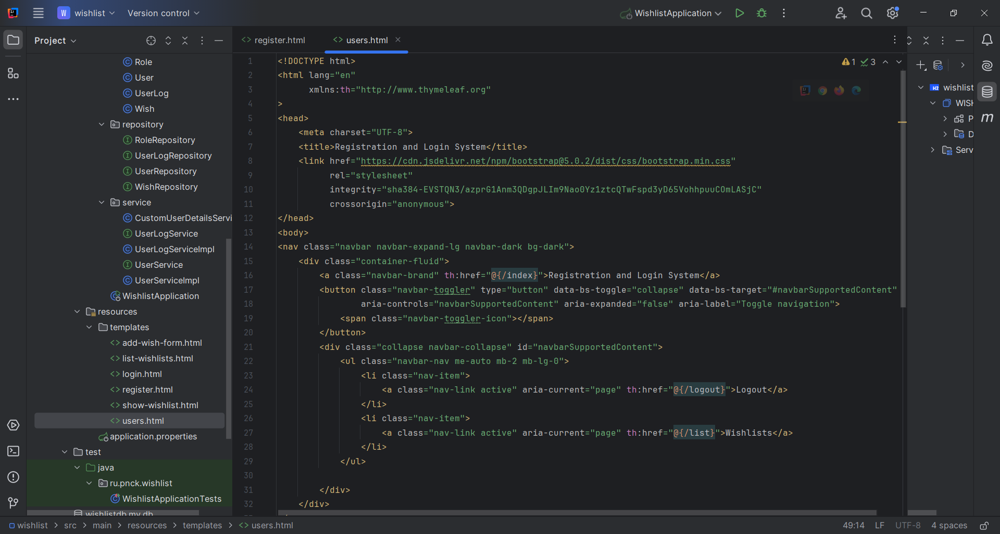 W wishlist
Version control
WishlistApplication
Project
register.html
users.html
Role
User
UserLog
Wish
repository
RoleRepository
UserLogRepository
UserRepository
WishRepository
service
CustomUserDetailsServi
UserLogService
UserLogServiceImpl
UserService
UserServiceImpl
WishlistApplication
resources
templates
add-wish-form.html
list-wishlists.html
login.html
register.html
show-wishlist.html
users.html
application.properties
test
java
ru.pnck.wishlist
WishlistApplicationTests
wishlistdb.mv.db
1 <!DOCTYPE html>
2 <html lang="en"
3 xmlns:th="http://www.thymeleaf.org"
4 >
5 <head>
6 <meta charset="UTF-8">
7 <title>Registration and Login System</title>
8 <link href="https://cdn.jsdelivr.net/npm/bootstrap@5.0.2/dist/css/bootstrap.min.css"
9 rel="stylesheet"
10 integrity="sha384-EVSTQN3/azprG1Anm3QDgpJLIm9Nao0Yz1ztcQTwFspd3yD65VohhpuuCOmLASjC"
11 crossorigin="anonymous">
12 </head>
13 <body>
14 <nav class="navbar navbar-expand-lg navbar-dark bg-dark">
15 <div class="container-fluid">
16 <a class="navbar-brand" th:href="@{/index}">Registration and Login System</a>
17 <button class="navbar-toggler" type="button" data-bs-toggle="collapse" data-bs-target="#navbarSupportedContent"
18 aria-controls="navbarSupportedContent" aria-expanded="false" aria-label="Toggle navigation">
19 <span class="navbar-toggler-icon"></span>
20 </button>
21 <div class="collapse navbar-collapse" id="navbarSupportedContent">
22 <ul class="navbar-nav me-auto mb-2 mb-lg-0">
23 <li class="nav-item">
24 <a class="nav-link active" aria-current="page" th:href="@{/logout}">Logout</a>
25 </li>
26 <li class="nav-item">
27 <a class="nav-link active" aria-current="page" th:href="@{/list}">Wishlists</a>
28 </li>
29 </ul>
30
31 </div>
32 </div>
1 3
H2 wishlist
WISH
P
D
Serv
m
wishlist > src > main > resources > templates > users.html
49:14 LF UTF-8 4 spaces